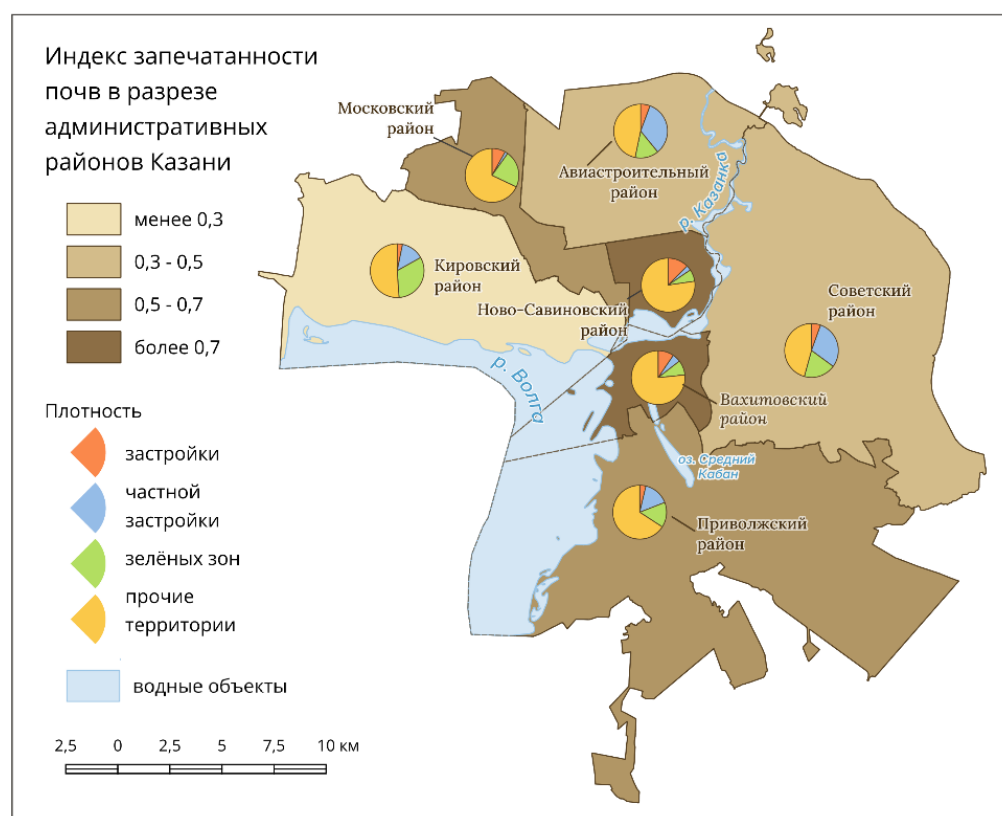 Индекс запечатанности
почв в разрезе
административных
районов Казани
менее 0,3
0,3 - 0,5
0,5 - 0,7
более 0,7
Плотность
застройки
частной
застройки
зелёных зон
прочие
территории
водные объекты
2,5 0 2,5 5 7,5 10 км
Московский
район
Авиастроительный
район
р. Казанка
Кировский
район
Ново-Савиновский
район
Советский
район
р. Волга
Вахитовский
район
оз. Средний
Кабан
Приволжский
район